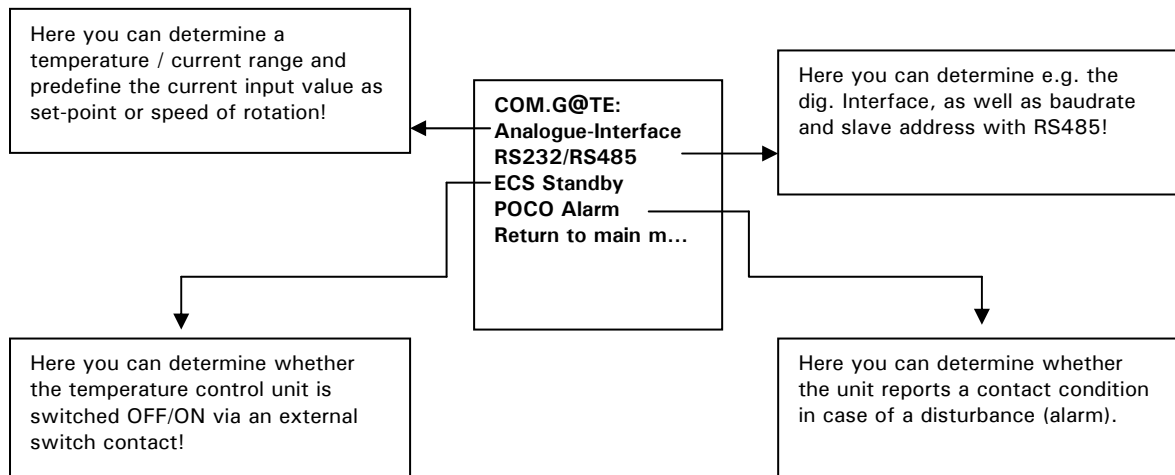 Here you can determine a
temperature / current range and
predefine the current input value as
set-point or speed of rotation!
COM.G@TE:
Analogue-Interface
RS232/RS485
ECS Standby
POCO Alarm
Return to main m...
Here you can determine e.g. the
dig. Interface, as well as baudrate
and slave address with RS485!
Here you can determine whether
the temperature control unit is
switched OFF/ON via an external
switch contact!
Here you can determine whether
the unit reports a contact condition
in case of a disturbance (alarm).